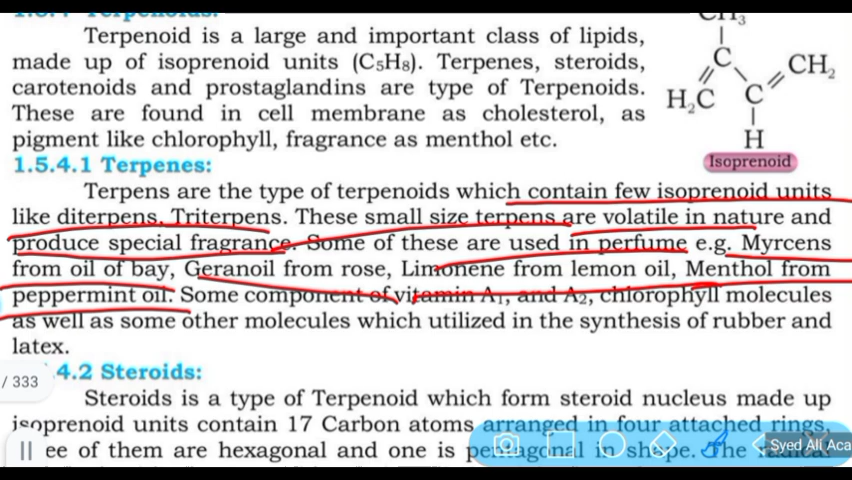 1.5.4 Terpenoids:
Terpenoid is a large and important class of lipids,
made up of isoprenoid units (C₅H₈). Terpenes, steroids,
carotenoids and prostaglandins are type of Terpenoids.
These are found in cell membrane as cholesterol, as
pigment like chlorophyll, fragrance as menthol etc.
CH₃
C
CH₂
H₂C
C
H
Isoprenoid
1.5.4.1 Terpenes:
Terpens are the type of terpenoids which contain few isoprenoid units
like diterpens, Triterpens. These small size terpens are volatile in nature and
produce special fragrance. Some of these are used in perfume e.g. Myrcens
from oil of bay, Geranoil from rose, Limonene from lemon oil, Menthol from
peppermint oil. Some component of vitamin A₁, and A₂, chlorophyll molecules
as well as some other molecules which utilized in the synthesis of rubber and
latex.
/ 333
4.2 Steroids:
Steroids is a type of Terpenoid which form steroid nucleus made up
isoprenoid units contain 17 Carbon atoms arranged in four attached rings,
ee of them are hexagonal and one is pentagonal in shape. The radical
Syed Ali Aca